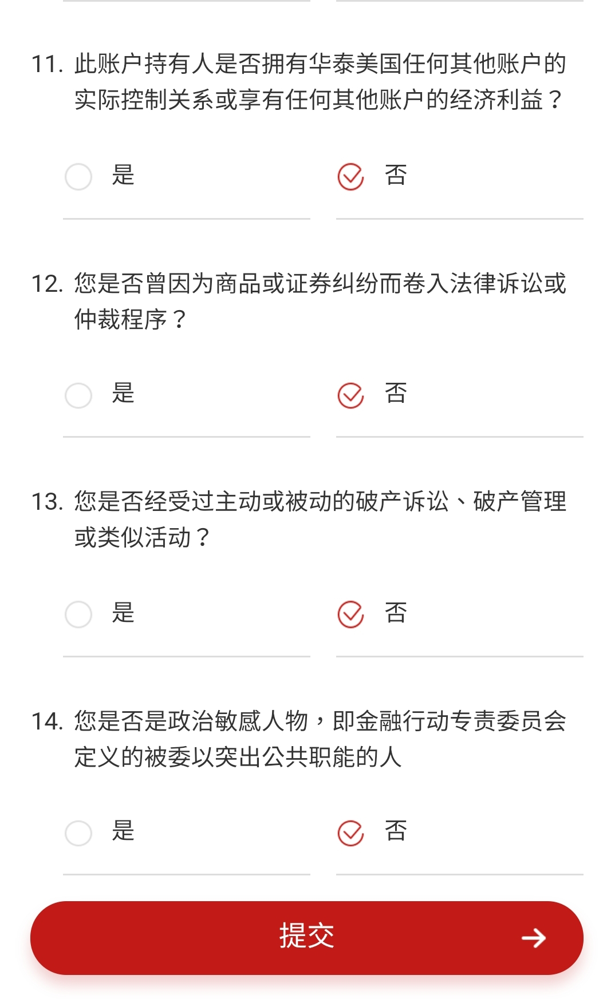 11. 此账户持有人是否拥有华泰美国任何其他账户的
实际控制关系或享有任何其他账户的经济利益？
是 否
12. 您是否曾因为商品或证券纠纷而卷入法律诉讼或
仲裁程序？
是 否
13. 您是否经受过主动或被动的破产诉讼、破产管理
或类似活动？
是 否
14. 您是否是政治敏感人物，即金融行动专责委员会
定义的被委以突出公共职能的人
是 否
提交